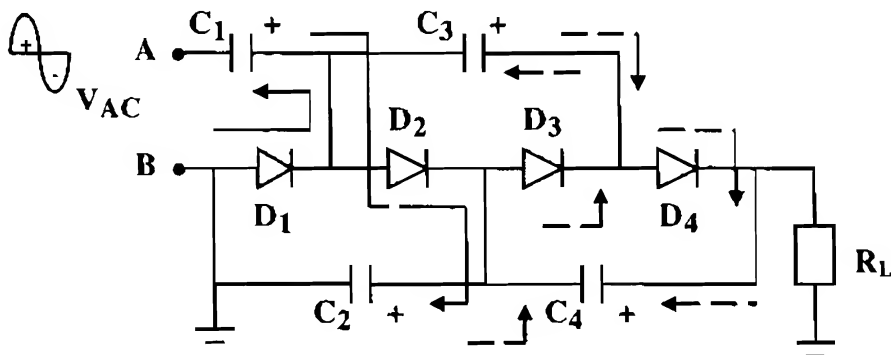 C1 + C3 +
A
+
-
VAC
D2 D3
B
D1 D4
RL
C2 + C4 +